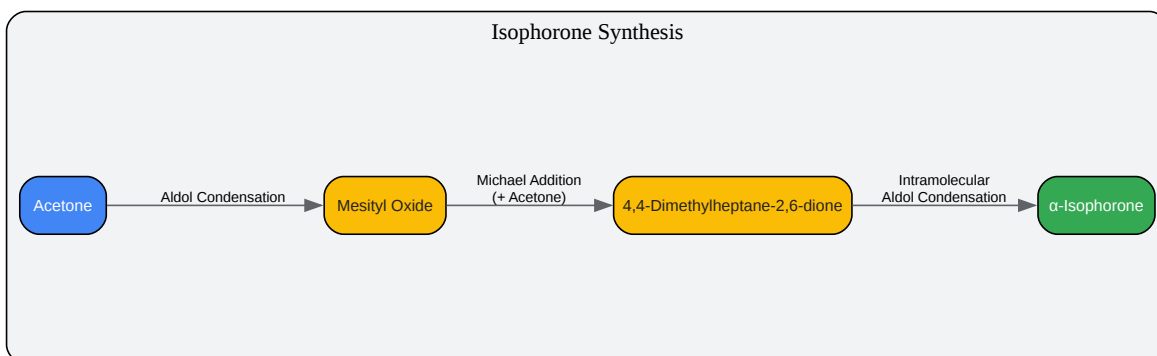 Isophorone Synthesis
Acetone
Aldol Condensation
Mesityl Oxide
Michael Addition
(+ Acetone)
4,4-Dimethylheptane-2,6-dione
Intramolecular
Aldol Condensation
α-Isophorone